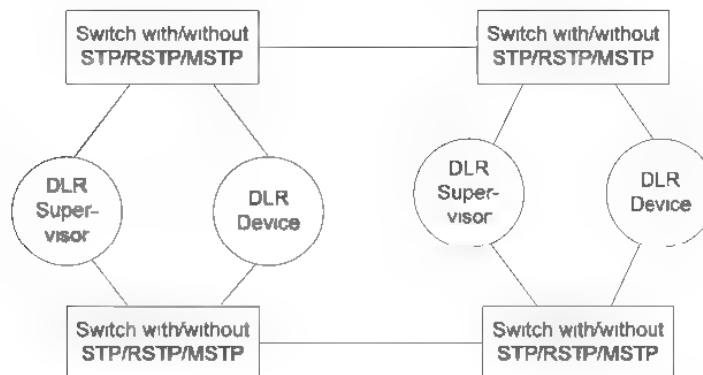 Switch with/without
STP/RSTP/MSTP
Switch with/without
STP/RSTP/MSTP
DLR
Super-
visor
DLR
Device
DLR
Super-
visor
DLR
Device
Switch with/without
STP/RSTP/MSTP
Switch with/without
STP/RSTP/MSTP